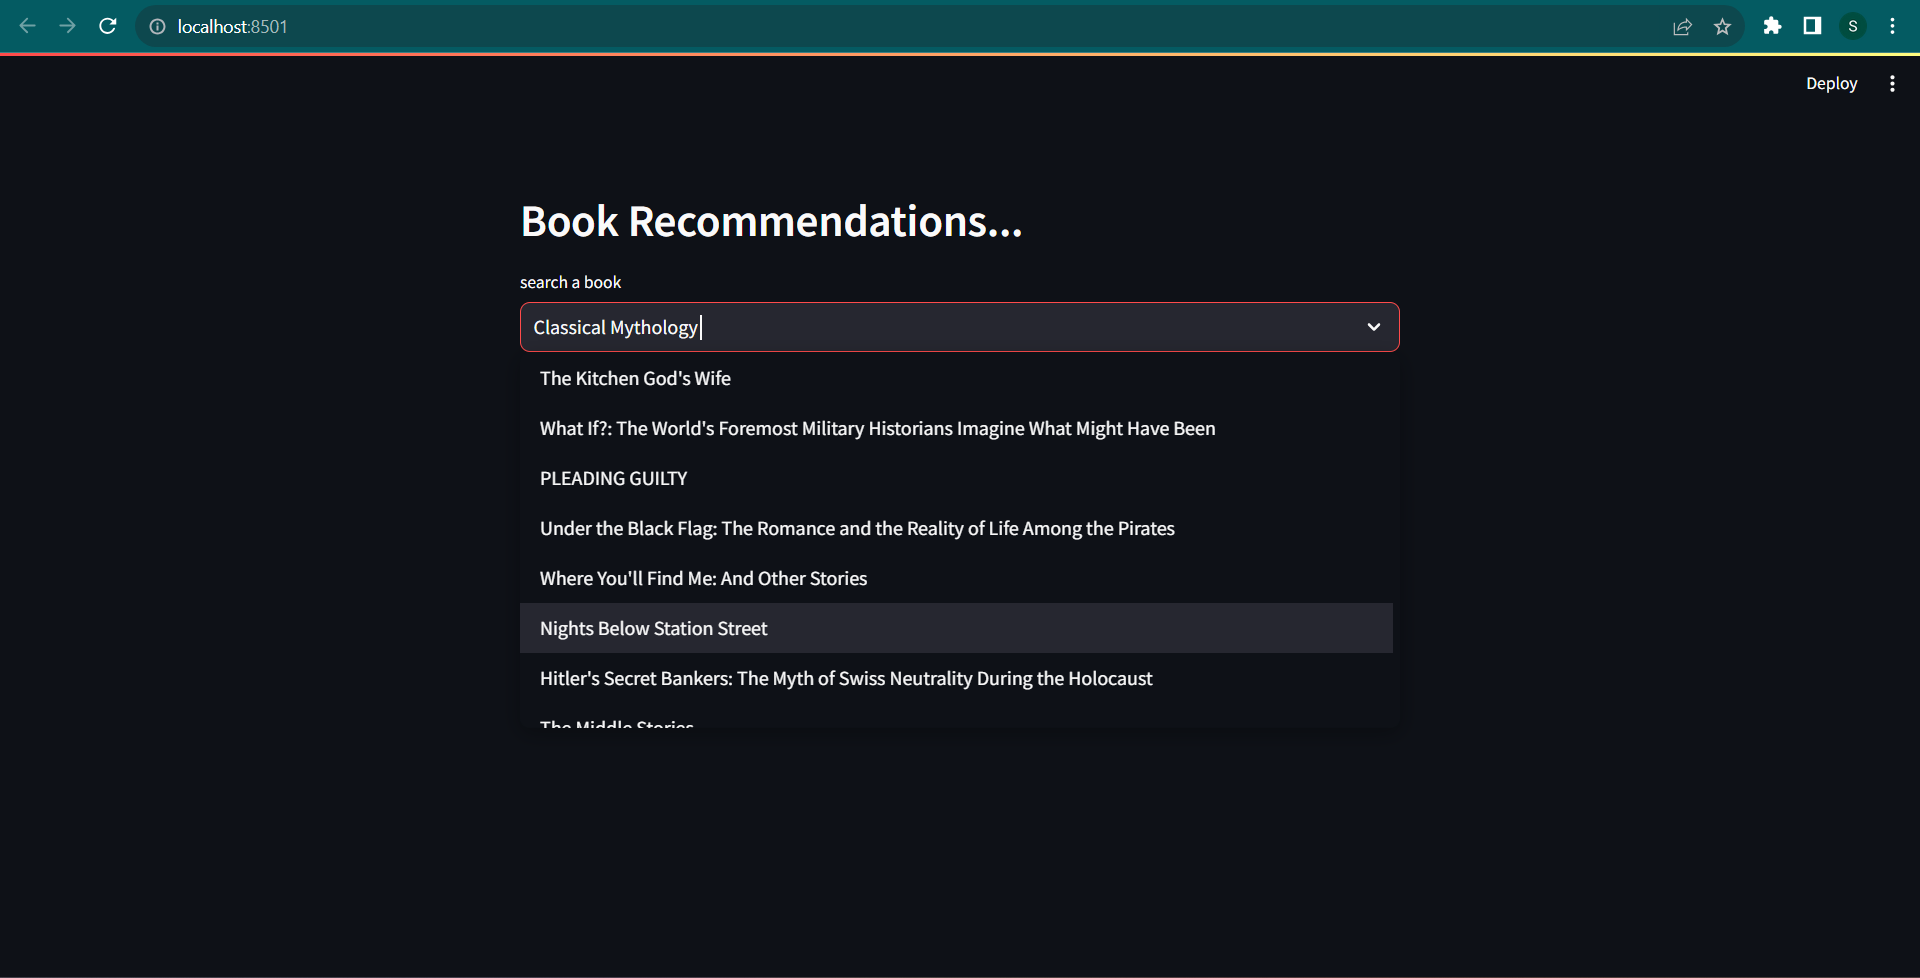 localhost:8501
S
Deploy
Book Recommendations...
search a book
Classical Mythology
The Kitchen God's Wife
What If?: The World's Foremost Military Historians Imagine What Might Have Been
PLEADING GUILTY
Under the Black Flag: The Romance and the Reality of Life Among the Pirates
Where You'll Find Me: And Other Stories
Nights Below Station Street
Hitler's Secret Bankers: The Myth of Swiss Neutrality During the Holocaust
The Middle Stories